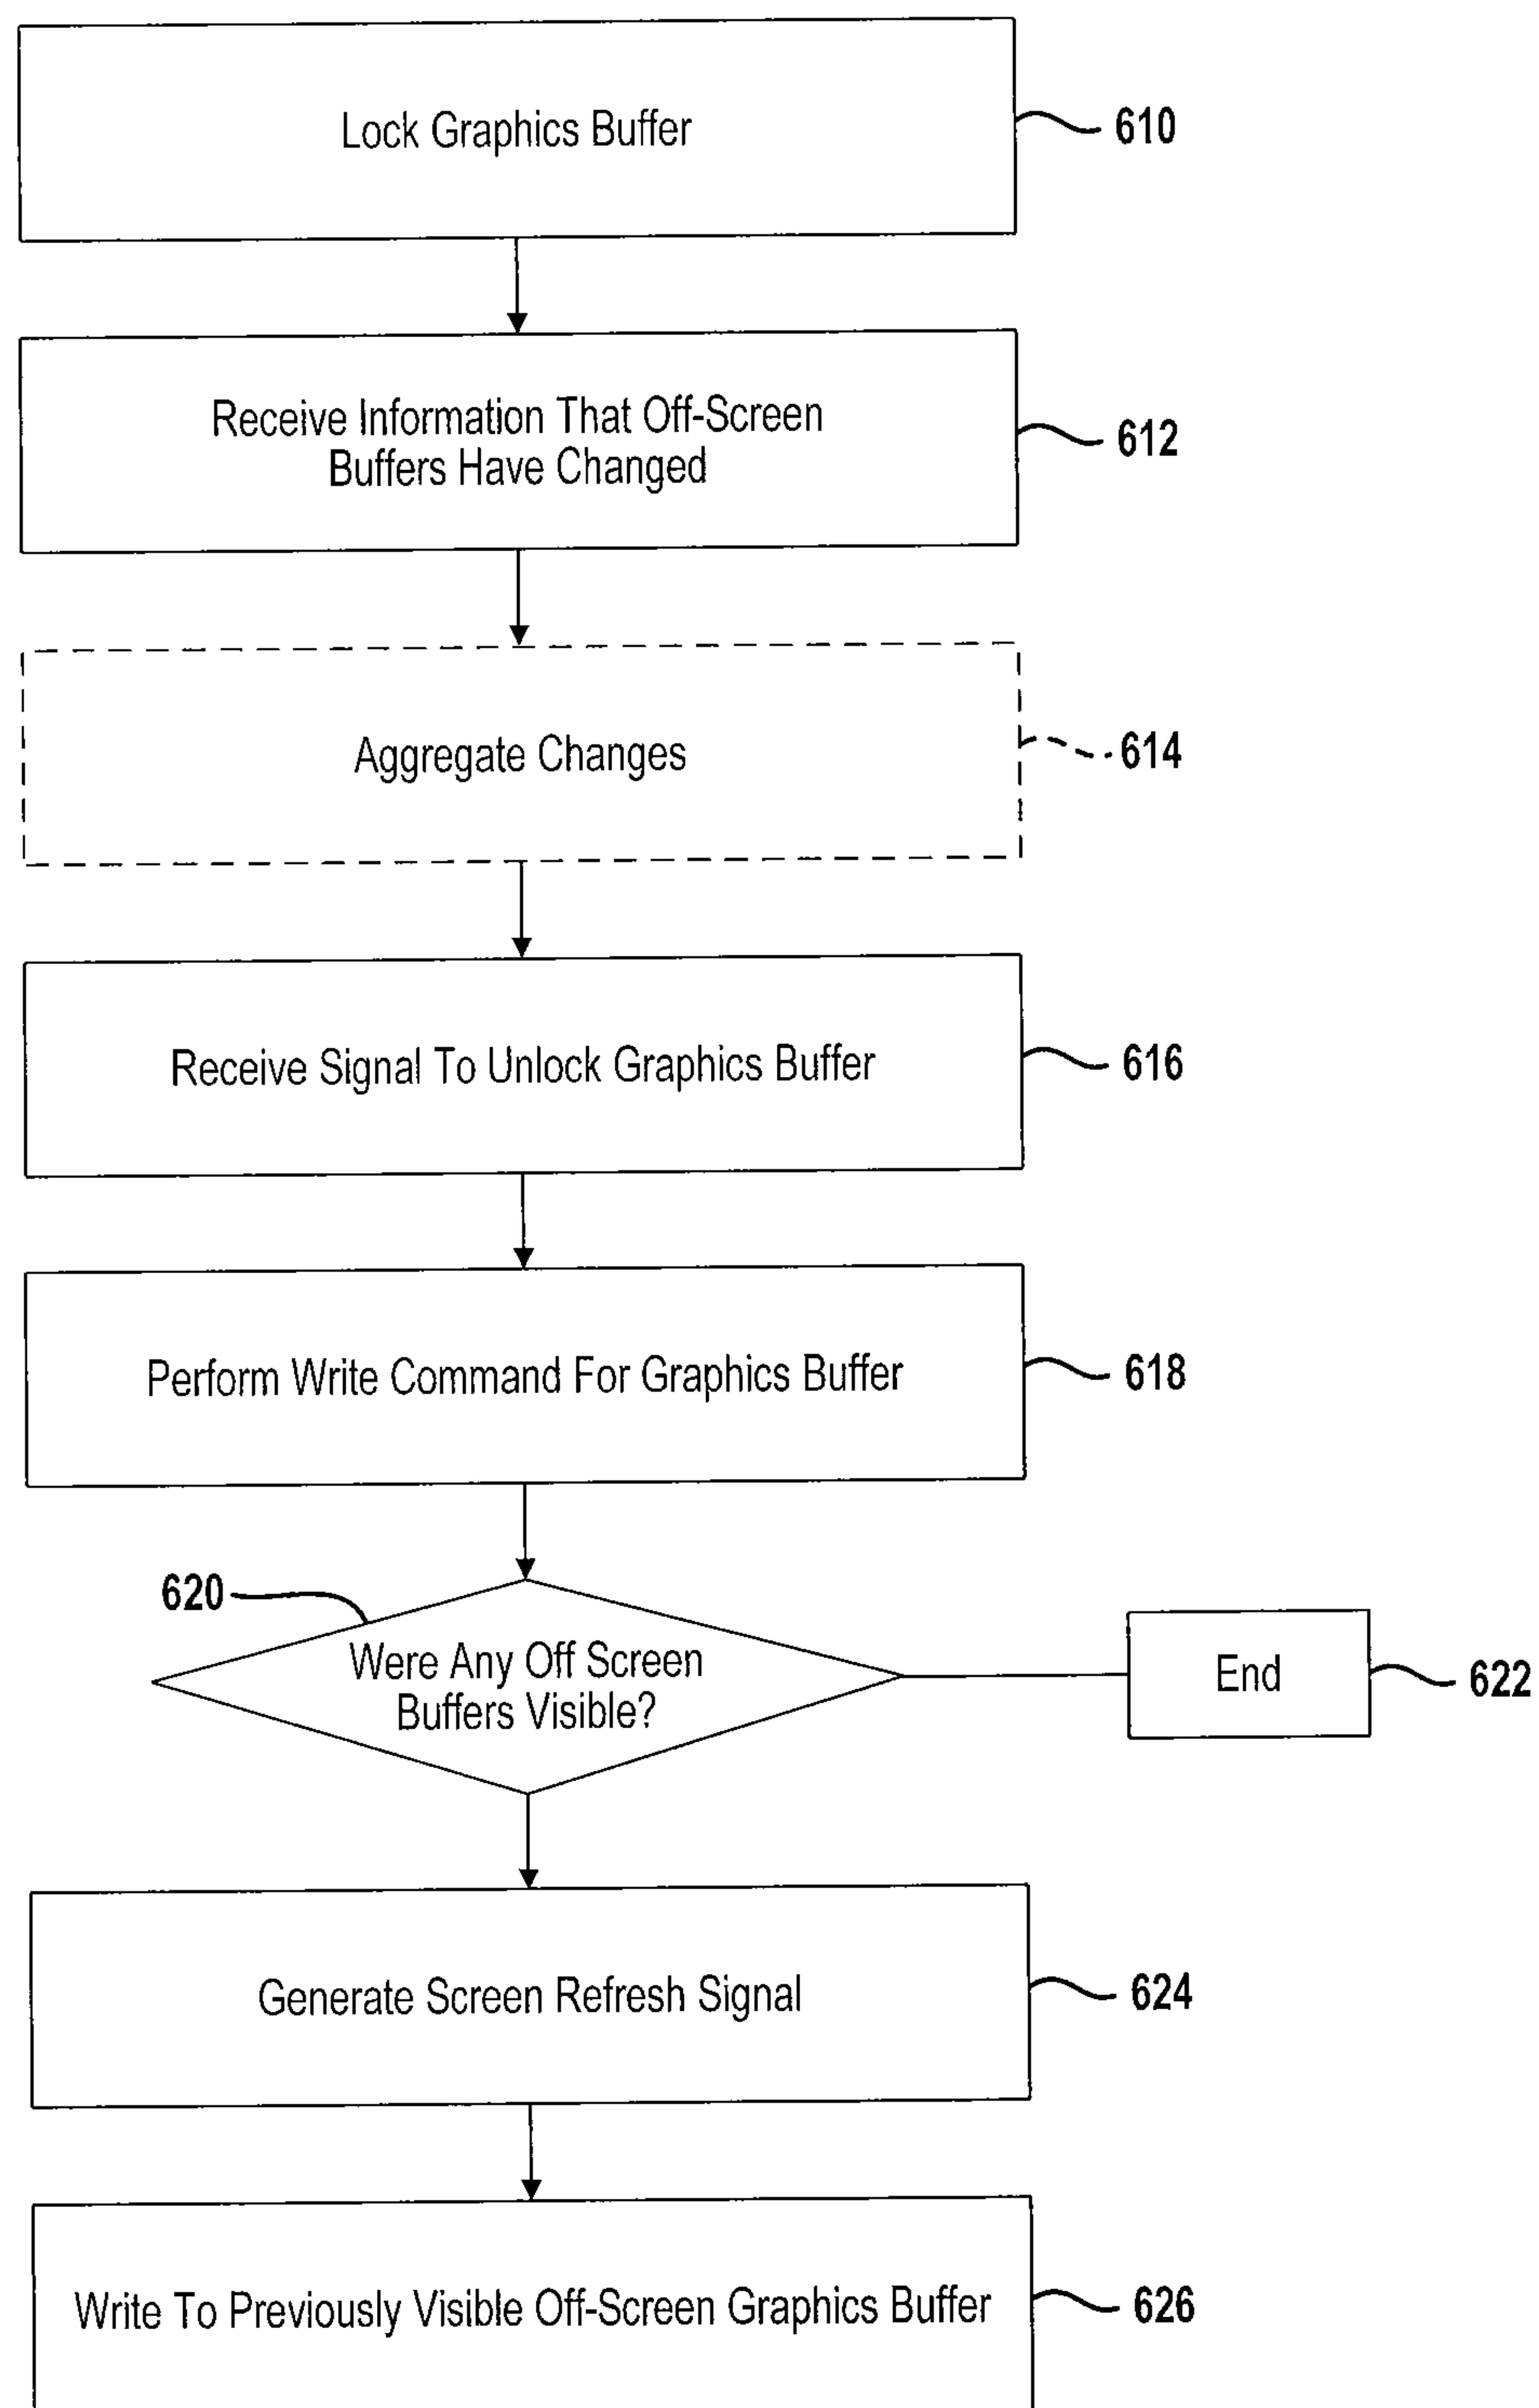 Lock Graphics Buffer
610
Receive Information That Off-Screen
Buffers Have Changed
612
Aggregate Changes
614
Receive Signal To Unlock Graphics Buffer
616
Perform Write Command For Graphics Buffer
618
620
Were Any Off Screen
Buffers Visible?
End
622
Generate Screen Refresh Signal
624
Write To Previously Visible Off-Screen Graphics Buffer
626